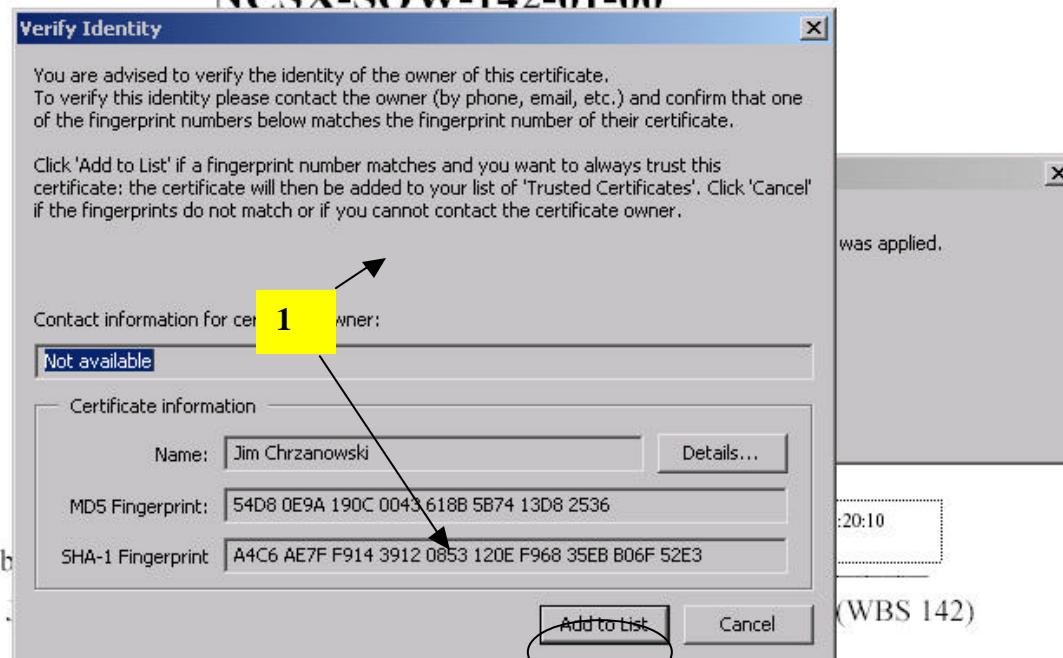 NCSX-SOW-142-01-00
Verify Identity
You are advised to verify the identity of the owner of this certificate.
To verify this identity please contact the owner (by phone, email, etc.) and confirm that one
of the fingerprint numbers below matches the fingerprint number of their certificate.
Click 'Add to List' if a fingerprint number matches and you want to always trust this
certificate: the certificate will then be added to your list of 'Trusted Certificates'. Click 'Cancel'
if the fingerprints do not match or if you cannot contact the certificate owner.
was applied.
1
Contact information for cer wner:
Not available
Certificate information
Name: Jim Chrzanowski Details...
MD5 Fingerprint: 54D8 0E9A 190C 0043 618B 5B74 13D8 2536
:20:10
SHA-1 Fingerprint A4C6 AE7F F914 3912 0853 120E F968 35EB B06F 52E3
Add to List Cancel
(WBS 142)